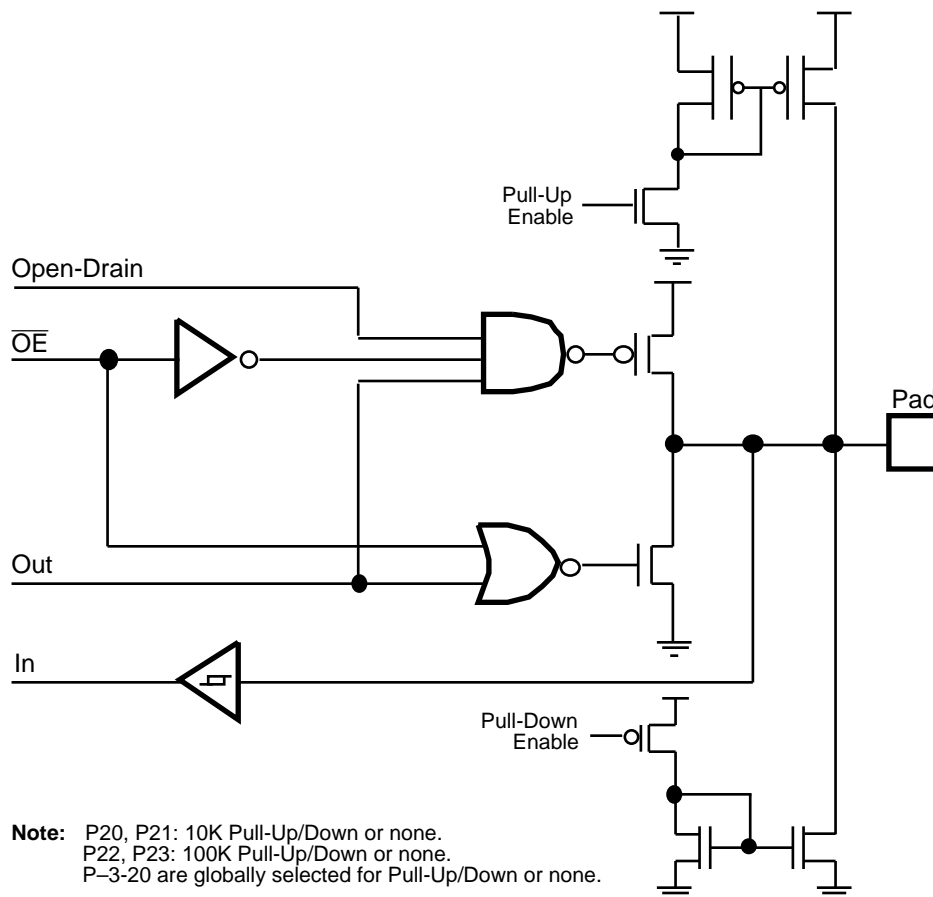 Pull-Up
Enable
Open-Drain
OE
Pad
Out
In
Pull-Down
Enable
Note: P20, P21: 10K Pull-Up/Down or none.
P22, P23: 100K Pull-Up/Down or none.
P–3-20 are globally selected for Pull-Up/Down or none.